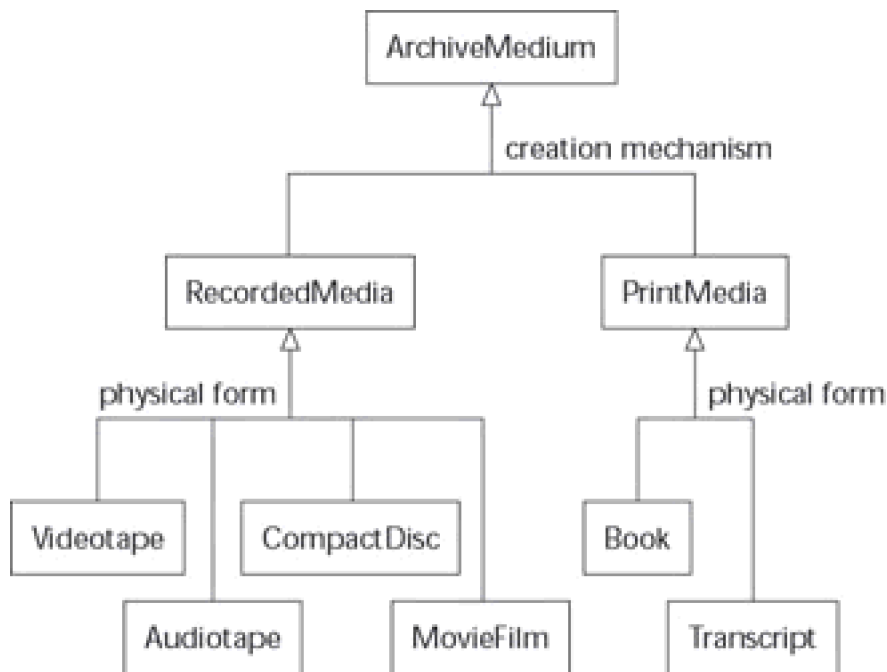 ArchiveMedium
creation mechanism
RecordedMedia
PrintMedia
physical form
physical form
Videotape
CompactDisc
Book
Audiotape
MovieFilm
Transcript